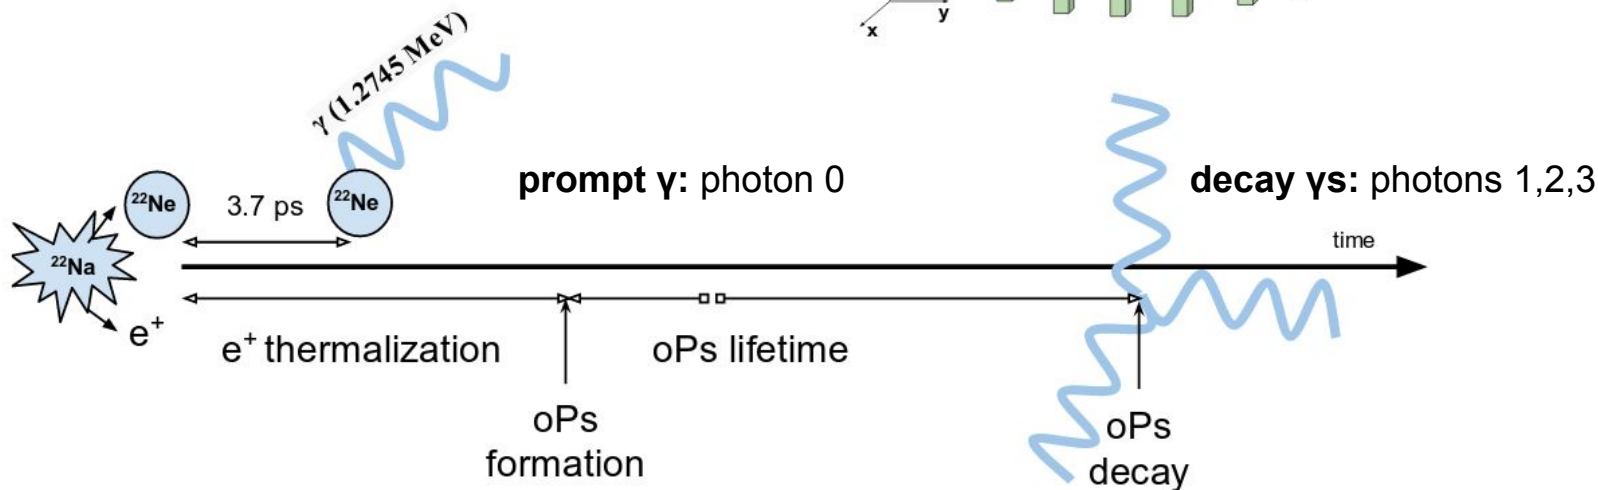 x
y
γ (1.2745 MeV)
prompt γ: photon 0
decay γs: photons 1,2,3
²²Ne
3.7 ps
²²Ne
time
²²Na
e⁺
e⁺ thermalization
oPs lifetime
oPs
formation
oPs
decay